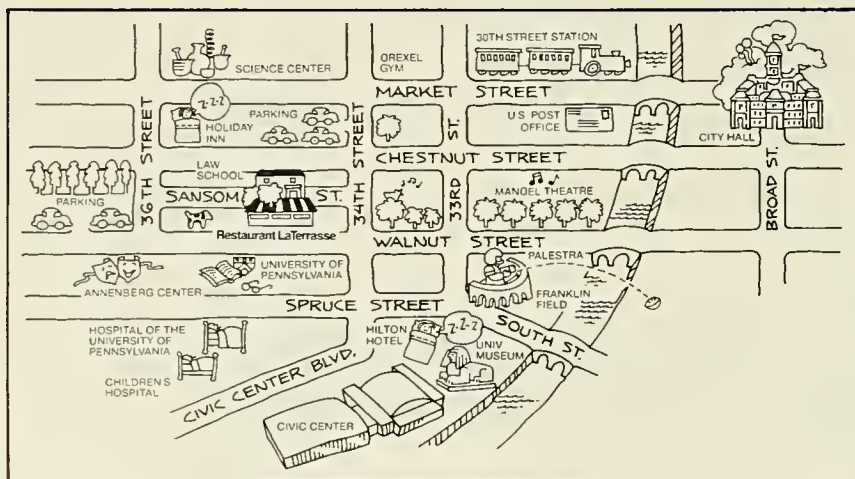 30TH STREET STATION
SCIENCE CENTER
DREXEL
GYM
MARKET STREET
Z-Z-Z
HOLIDAY
INN
PARKING
36TH STREET
34TH STREET
33RD
ST.
U.S. POST
OFFICE
CITY HALL
CHESTNUT STREET
LAW
SCHOOL
SANSOM ST.
PARKING
MANDEL THEATRE
BROAD ST.
Restaurant LaTerrasse
WALNUT STREET
PALESTRA
UNIVERSITY OF
PENNSYLVANIA
ANNENBERG CENTER
FRANKLIN
FIELD
SPRUCE STREET
SOUTH ST.
HOSPITAL OF THE
UNIVERSITY OF
PENNSYLVANIA
HILTON
HOTEL
Z-Z-Z
UNIV
MUSEUM
CHILDREN'S
HOSPITAL
CIVIC CENTER BLVD.
CIVIC CENTER